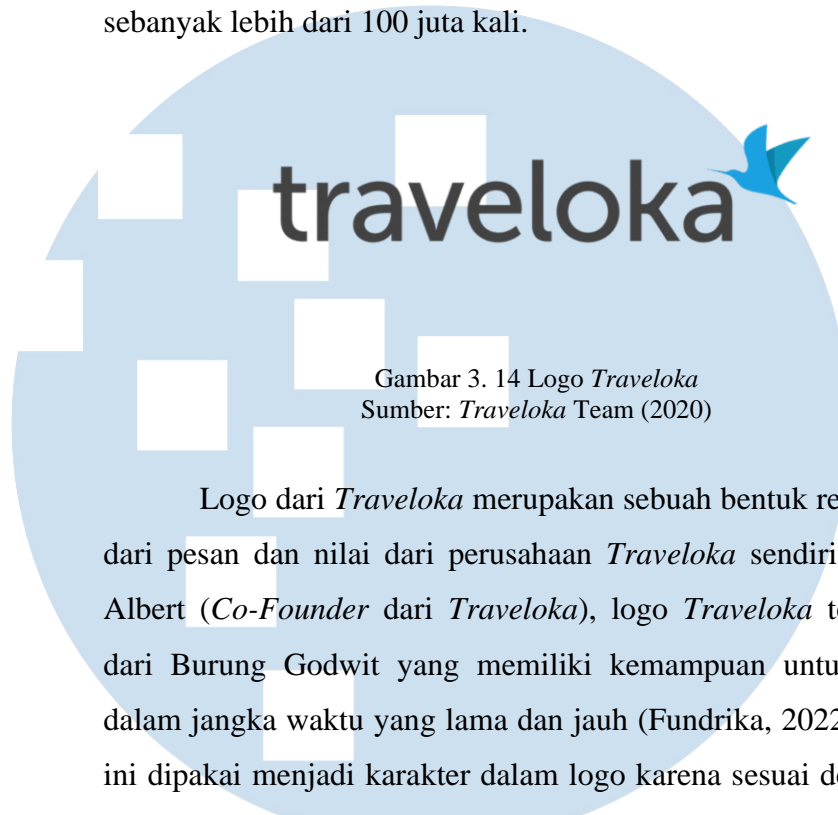 sebanyak lebih dari 100 juta kali.
traveloka
Gambar 3. 14 Logo Traveloka
Sumber: Traveloka Team (2020)
Logo dari Traveloka merupakan sebuah bentuk
dari pesan dan nilai dari perusahaan Traveloka sendiri
Albert (Co-Founder dari Traveloka), logo Traveloka
dari Burung Godwit yang memiliki kemampuan
dalam jangka waktu yang lama dan jauh (Fundrika, 2022
ini dipakai menjadi karakter dalam logo karena sesuai